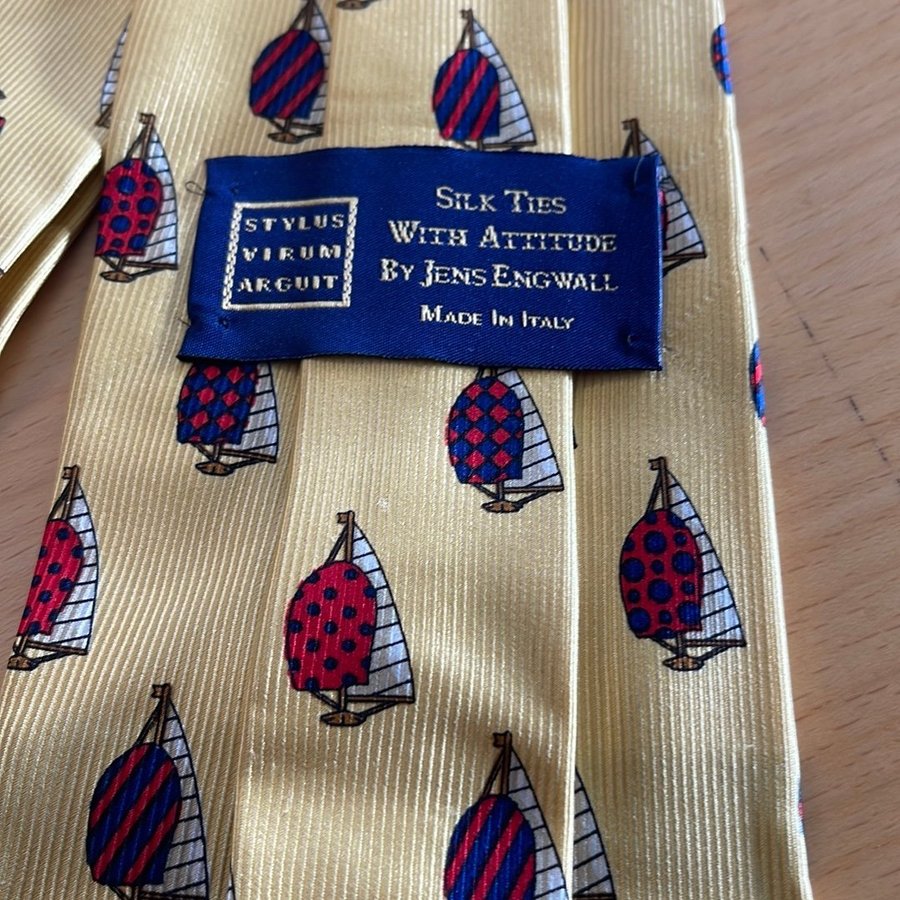 STYLUS
VIRUM
ARGUIT
SILK TIES
WITH ATTITUDE
BY JENS ENGWALL
MADE IN ITALY